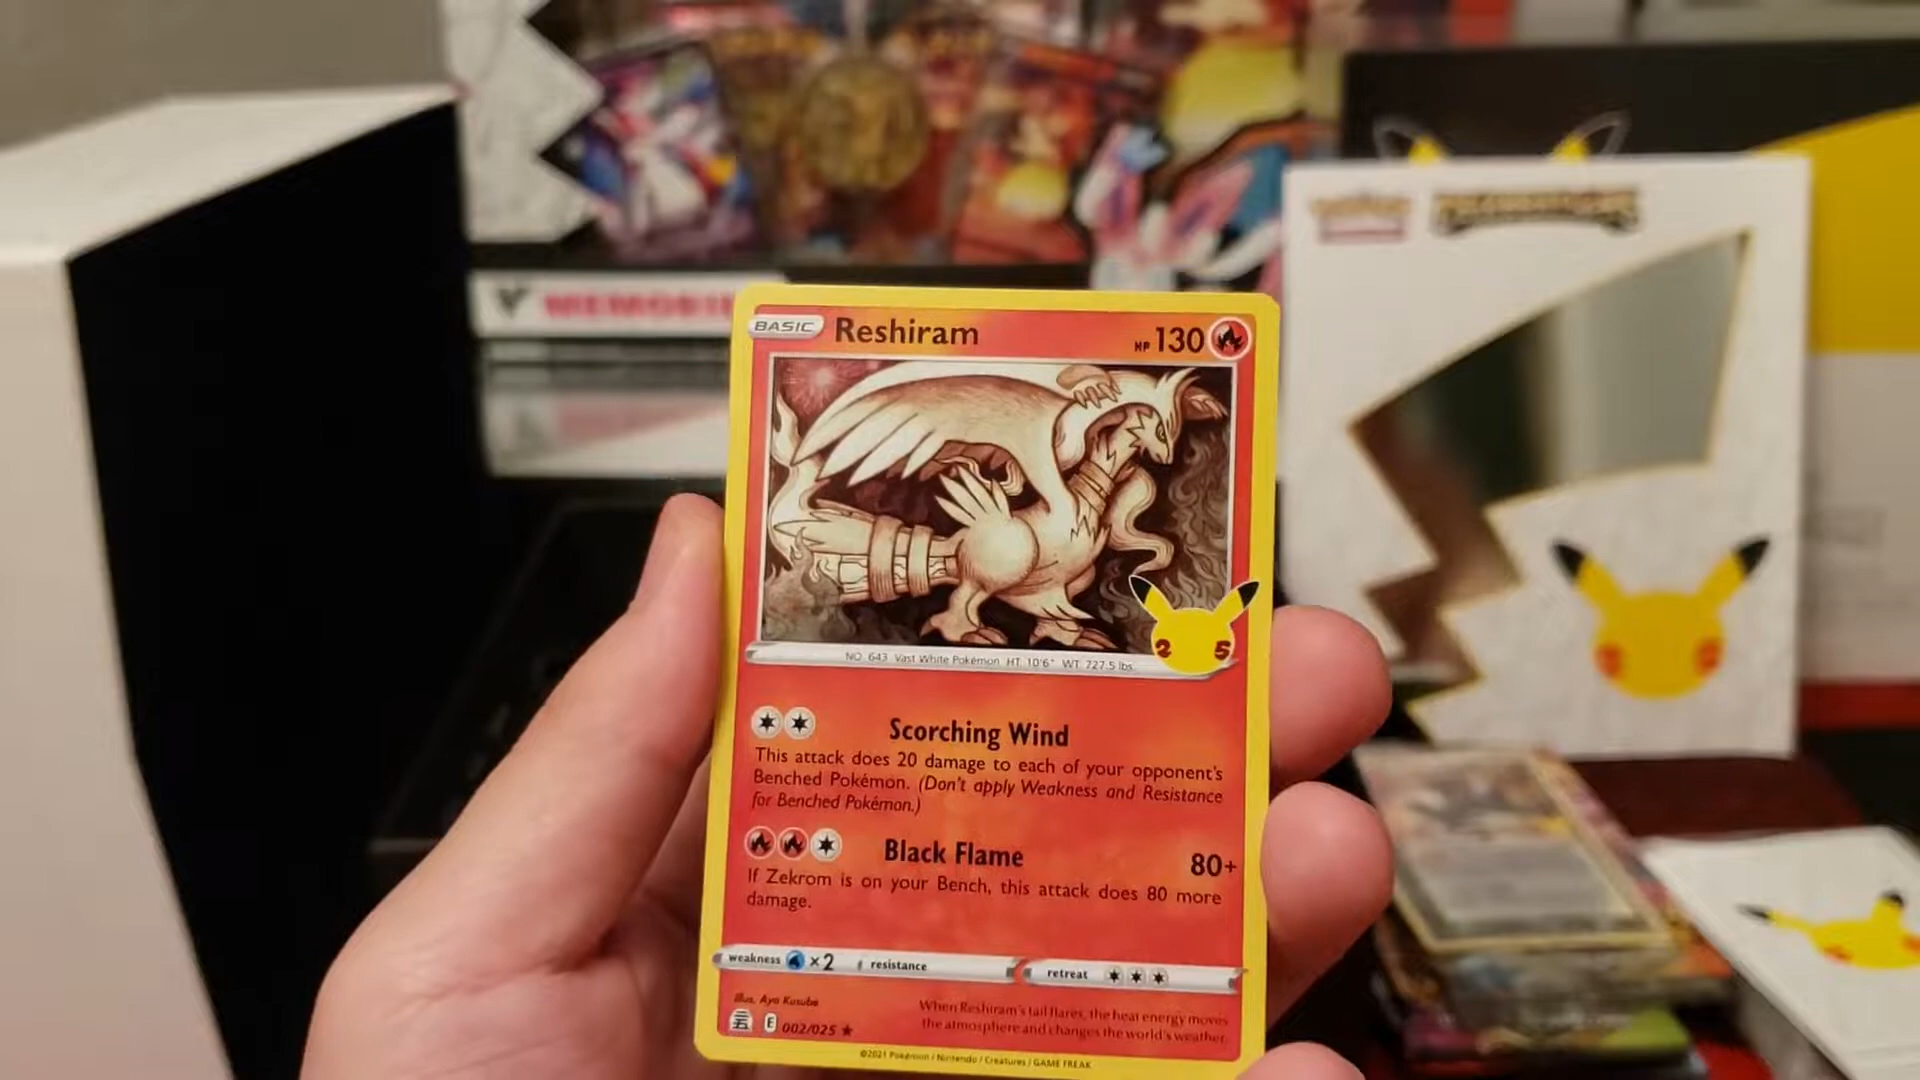 MEMORIE
BASIC
Reshiram
HP 130
25
NO. 643 Vast White Pokémon HT 10'6" WT 727.5 lbs.
Scorching Wind
This attack does 20 damage to each of your opponent's
Benched Pokémon. (Don't apply Weakness and Resistance
for Benched Pokémon.)
Black Flame 80+
If Zekrom is on your Bench, this attack does 80 more
damage.
weakness ×2 resistance retreat
Illus. Aya Kusube
When Reshiram's tail flares, the heat energy moves
the atmosphere and changes the world's weather.
E 002/025 ★
©2021 Pokémon / Nintendo / Creatures / GAME FREAK